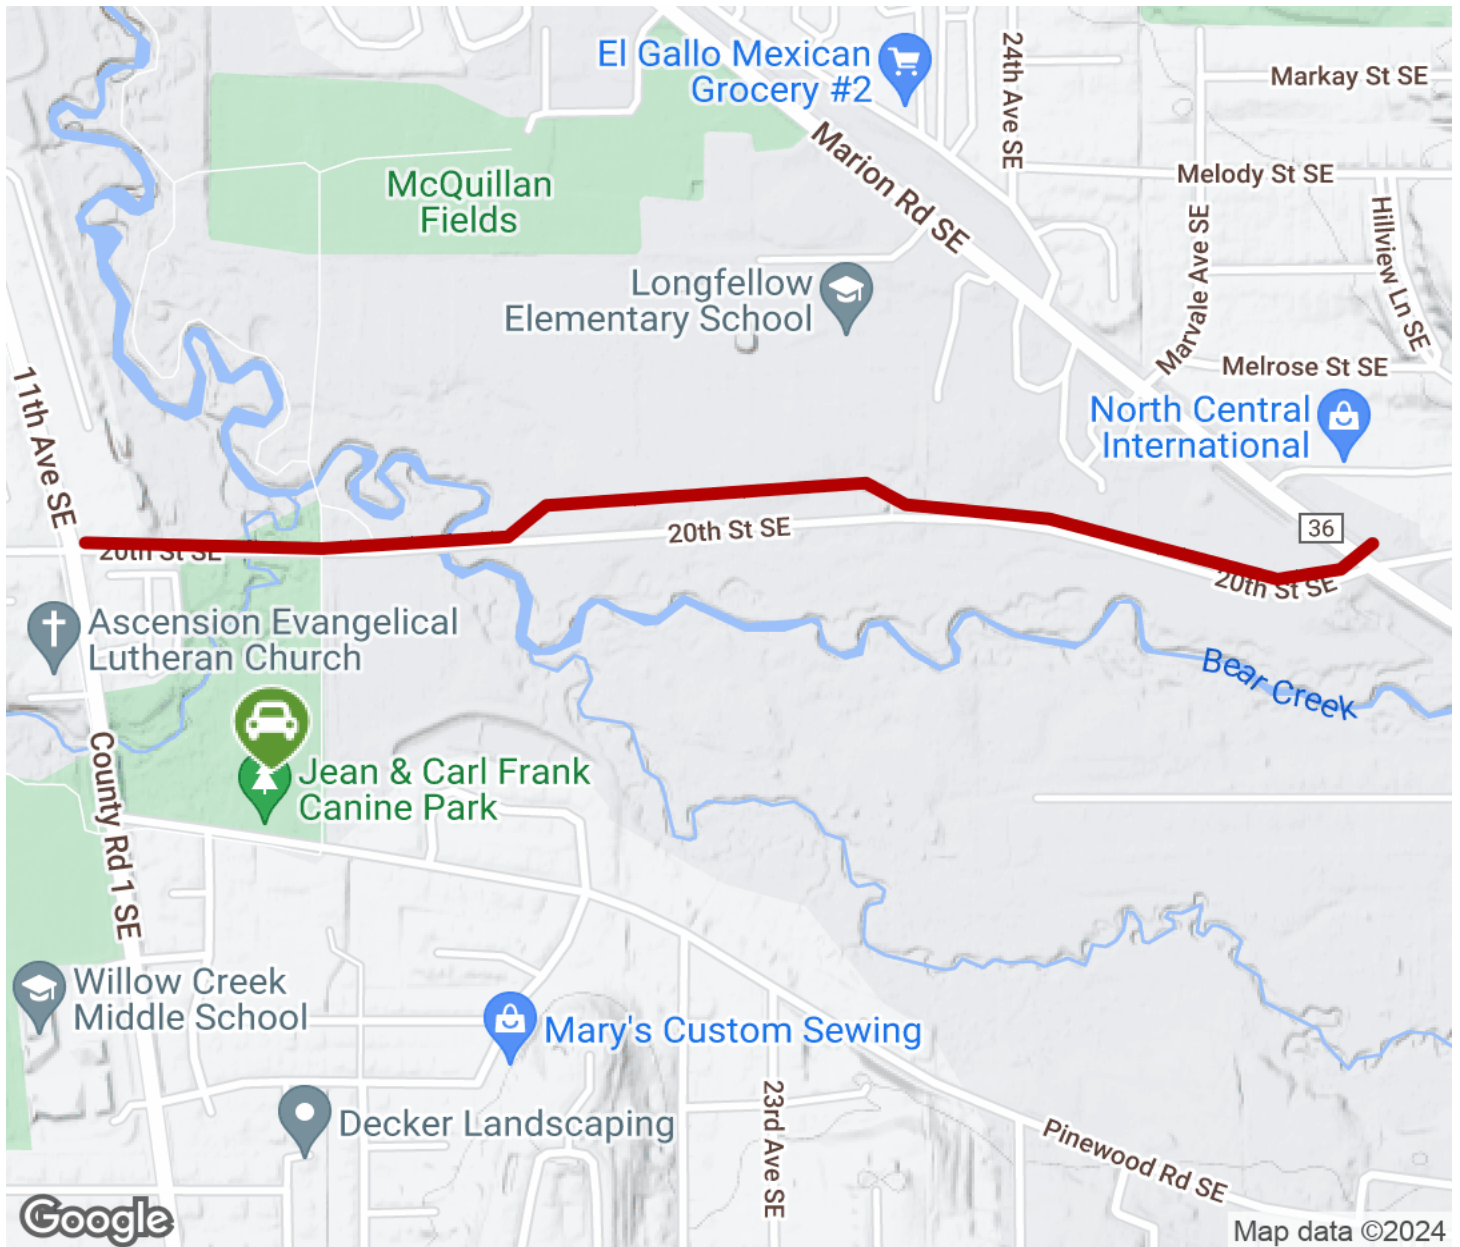 El Gallo Mexican
Grocery #2
24th Ave SE
Markay St SE
Marion Rd SE
Melody St SE
McQuillan
Fields
Hillview Ln SE
Marvale Ave SE
Longfellow
Elementary School
Melrose St SE
11th Ave SE
North Central
International
36
20th St SE
20th St SE
20th St SE
Ascension Evangelical
Lutheran Church
Bear Creek
County Rd 1 SE
Jean & Carl Frank
Canine Park
Willow Creek
Middle School
Mary's Custom Sewing
Decker Landscaping
23rd Ave SE
Pinewood Rd SE
Google
Map data ©2024